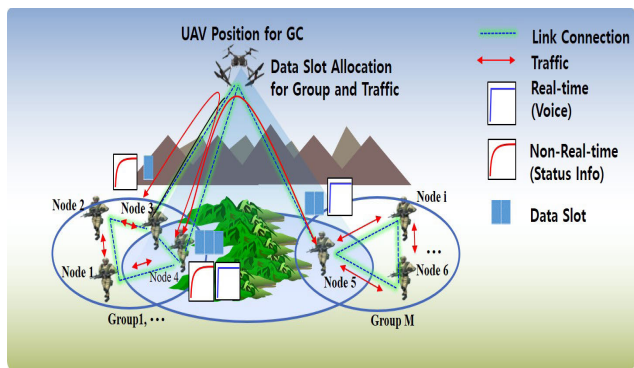 UAV Position for GC
Data Slot Allocation
for Group and Traffic
Link Connection
Traffic
Real-time
(Voice)
Non-Real-time
(Status Info)
Data Slot
Node 2
Node 3
Node 1
Node 4
Node i
...
Node 5
Node 6
Group1, ...
Group M